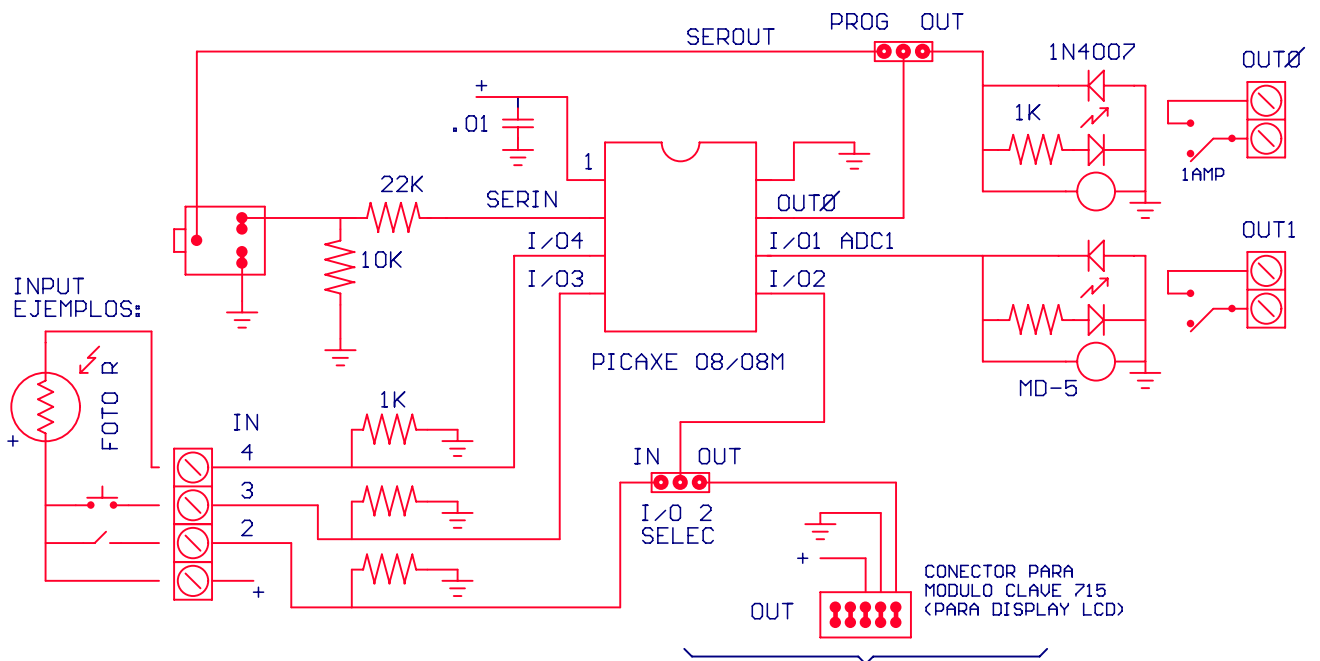 PROG OUT
SEROUT
1N4007
OUTØ
+
.01
1K
1
1AMP
22K
SERIN
OUTØ
I/O4
I/O1 ADC1
OUT1
10K
I/O3
I/O2
INPUT
EJEMPLOS:
PICAXE 08/08M
MD-5
FOTO R
+
1K
IN
4
IN OUT
3
I/O 2
SELEC
2
+
+
CONECTOR PARA
MODULO CLAVE 715
(PARA DISPLAY LCD)
OUT